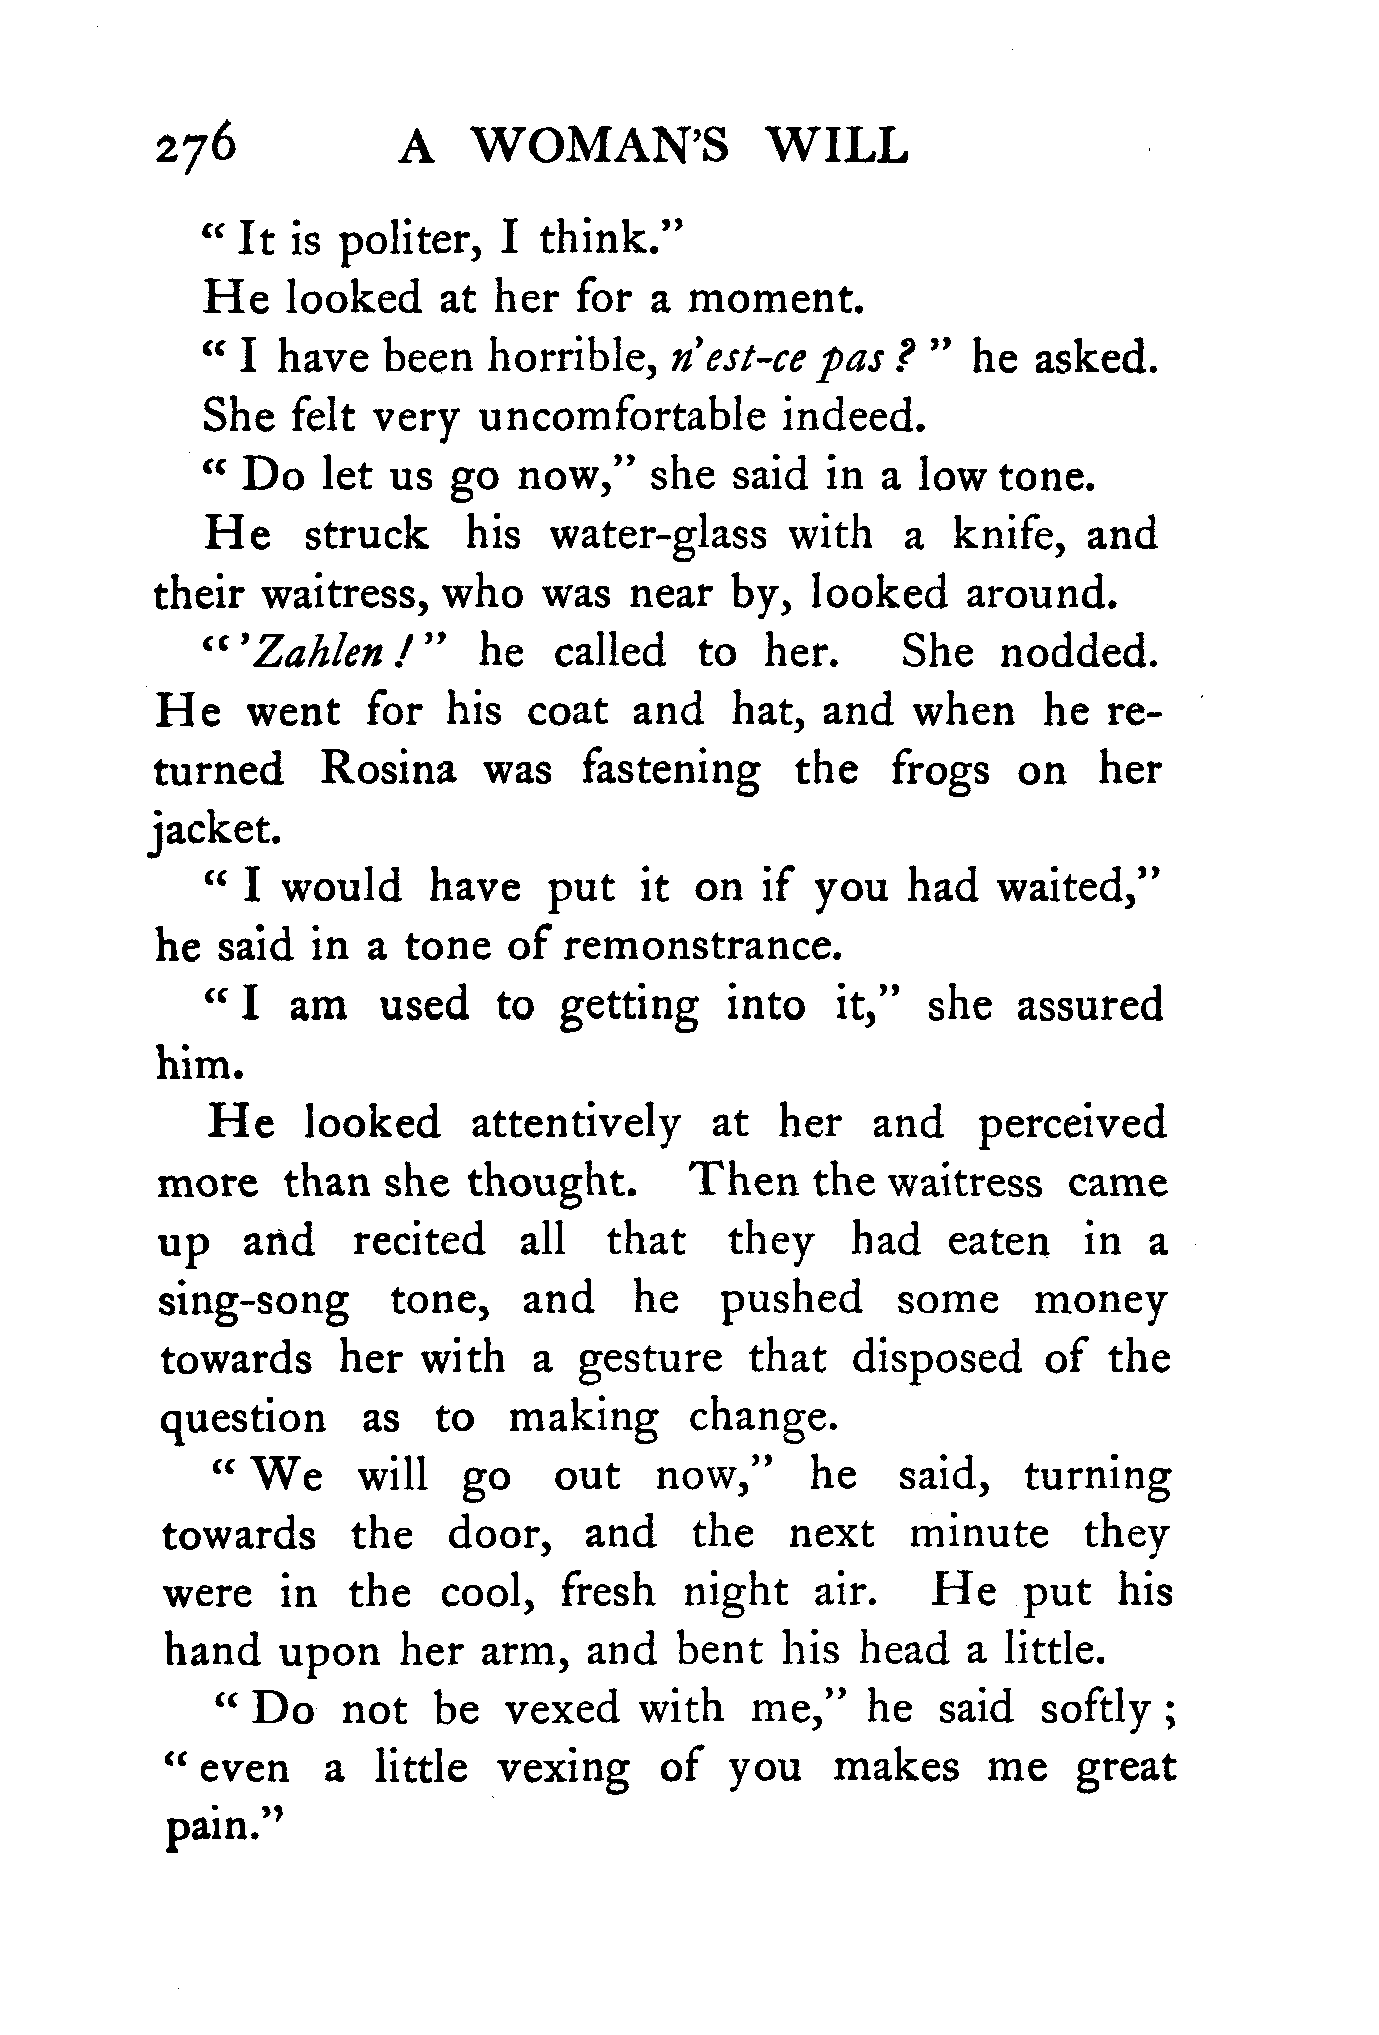 276 A WOMAN'S WILL
“ It is politer, I think.”
He looked at her for a moment.
“ I have been horrible, n'est-ce pas ? ” he asked.
She felt very uncomfortable indeed.
“ Do let us go now,” she said in a low tone.
He struck his water-glass with a knife, and
their waitress, who was near by, looked around.
“ ’Zahlen ! ” he called to her. She nodded.
He went for his coat and hat, and when he re-
turned Rosina was fastening the frogs on her
jacket.
“ I would have put it on if you had waited,”
he said in a tone of remonstrance.
“ I am used to getting into it,” she assured
him.
He looked attentively at her and perceived
more than she thought. Then the waitress came
up and recited all that they had eaten in a
sing-song tone, and he pushed some money
towards her with a gesture that disposed of the
question as to making change.
“ We will go out now,” he said, turning
towards the door, and the next minute they
were in the cool, fresh night air. He put his
hand upon her arm, and bent his head a little.
“ Do not be vexed with me,” he said softly ;
“ even a little vexing of you makes me great
pain.”